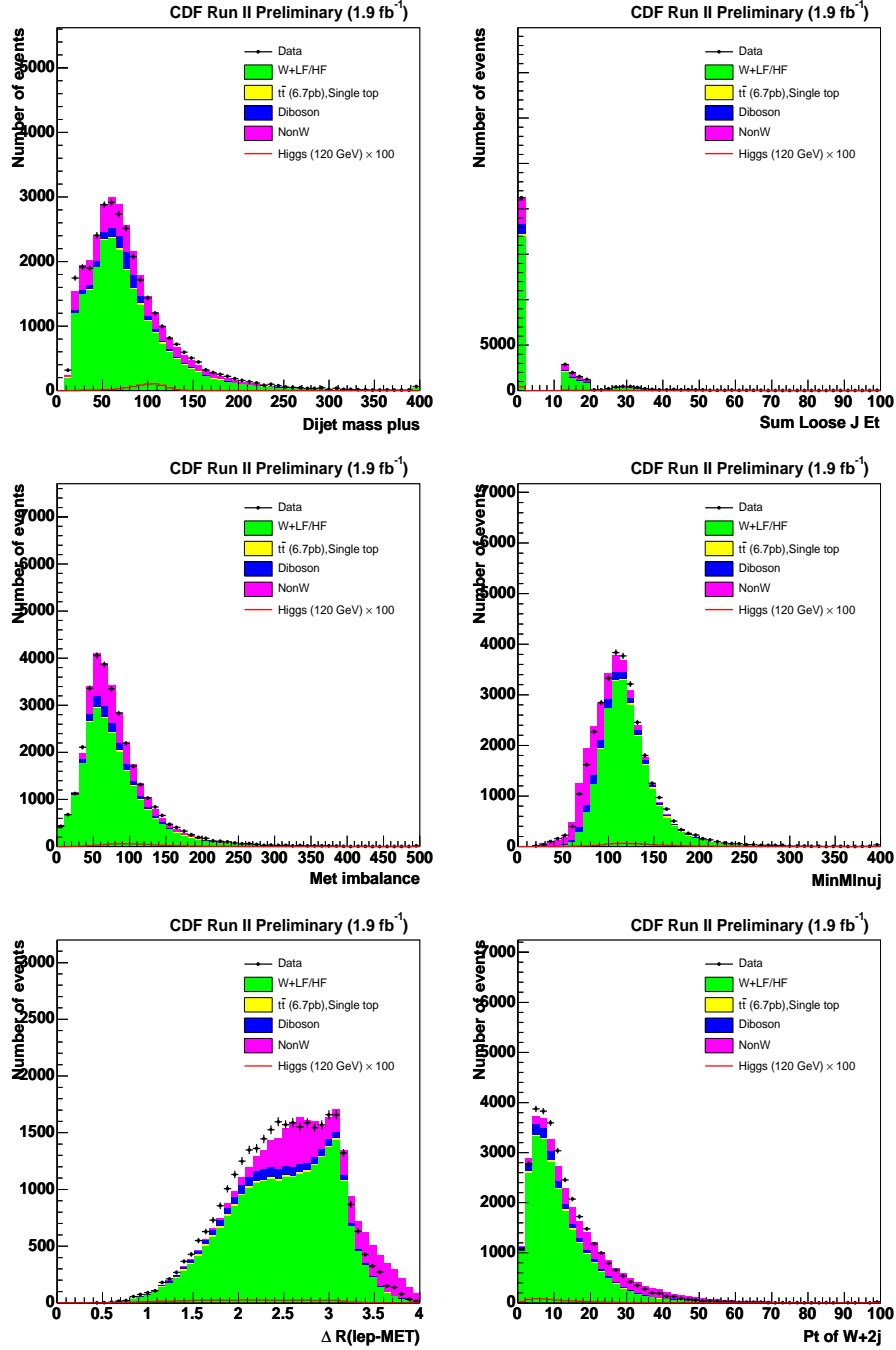 CDF Run II Preliminary (1.9 fb⁻¹)
Number of events
5000
4000
3000
2000
1000
0
Data
W+LF/HF
tt̄ (6.7pb),Single top
Diboson
NonW
Higgs (120 GeV) × 100
0 50 100 150 200 250 300 350 400
Dijet mass plus
CDF Run II Preliminary (1.9 fb⁻¹)
Number of events
5000
0
Data
W+LF/HF
tt̄ (6.7pb),Single top
Diboson
NonW
Higgs (120 GeV) × 100
0 10 20 30 40 50 60 70 80 90 100
Sum Loose J Et
CDF Run II Preliminary (1.9 fb⁻¹)
Number of events
7000
6000
5000
4000
3000
2000
1000
0
Data
W+LF/HF
tt̄ (6.7pb),Single top
Diboson
NonW
Higgs (120 GeV) × 100
0 50 100 150 200 250 300 350 400 450 500
Met imbalance
CDF Run II Preliminary (1.9 fb⁻¹)
Number of events
7000
6000
5000
4000
3000
2000
1000
0
Data
W+LF/HF
tt̄ (6.7pb),Single top
Diboson
NonW
Higgs (120 GeV) × 100
0 50 100 150 200 250 300 350 400
MinMlnuj
CDF Run II Preliminary (1.9 fb⁻¹)
Number of events
3000
2500
2000
1500
1000
500
0
Data
W+LF/HF
tt̄ (6.7pb),Single top
Diboson
NonW
Higgs (120 GeV) × 100
0 0.5 1 1.5 2 2.5 3 3.5 4
Δ R(lep-MET)
CDF Run II Preliminary (1.9 fb⁻¹)
Number of events
7000
6000
5000
4000
3000
2000
1000
0
Data
W+LF/HF
tt̄ (6.7pb),Single top
Diboson
NonW
Higgs (120 GeV) × 100
0 10 20 30 40 50 60 70 80 90 100
Pt of W+2j